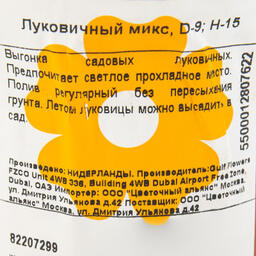 Луковичный микс, D-9; H-15
Выгонка садовых луковичных.
Предпочитает светлое прохладное место.
Полив регулярный без пересыхания
грунта. Летом луковицы можно высадить в
сад.
Произведено: НИДЕРЛАНДЫ. Производитель:Gulf Flowers
FZCO Unit 4WB 336, Building 4WB Dubai Airport Free Zone,
Dubai, ОАЭ Импортер: ООО "Цветочный альянс" Москва,
ул. Дмитрия Ульянова д.42 Поставщик: ООО "Цветочный
альянс" Москва, ул. Дмитрия Ульянова д.42
82207299
5500012807622